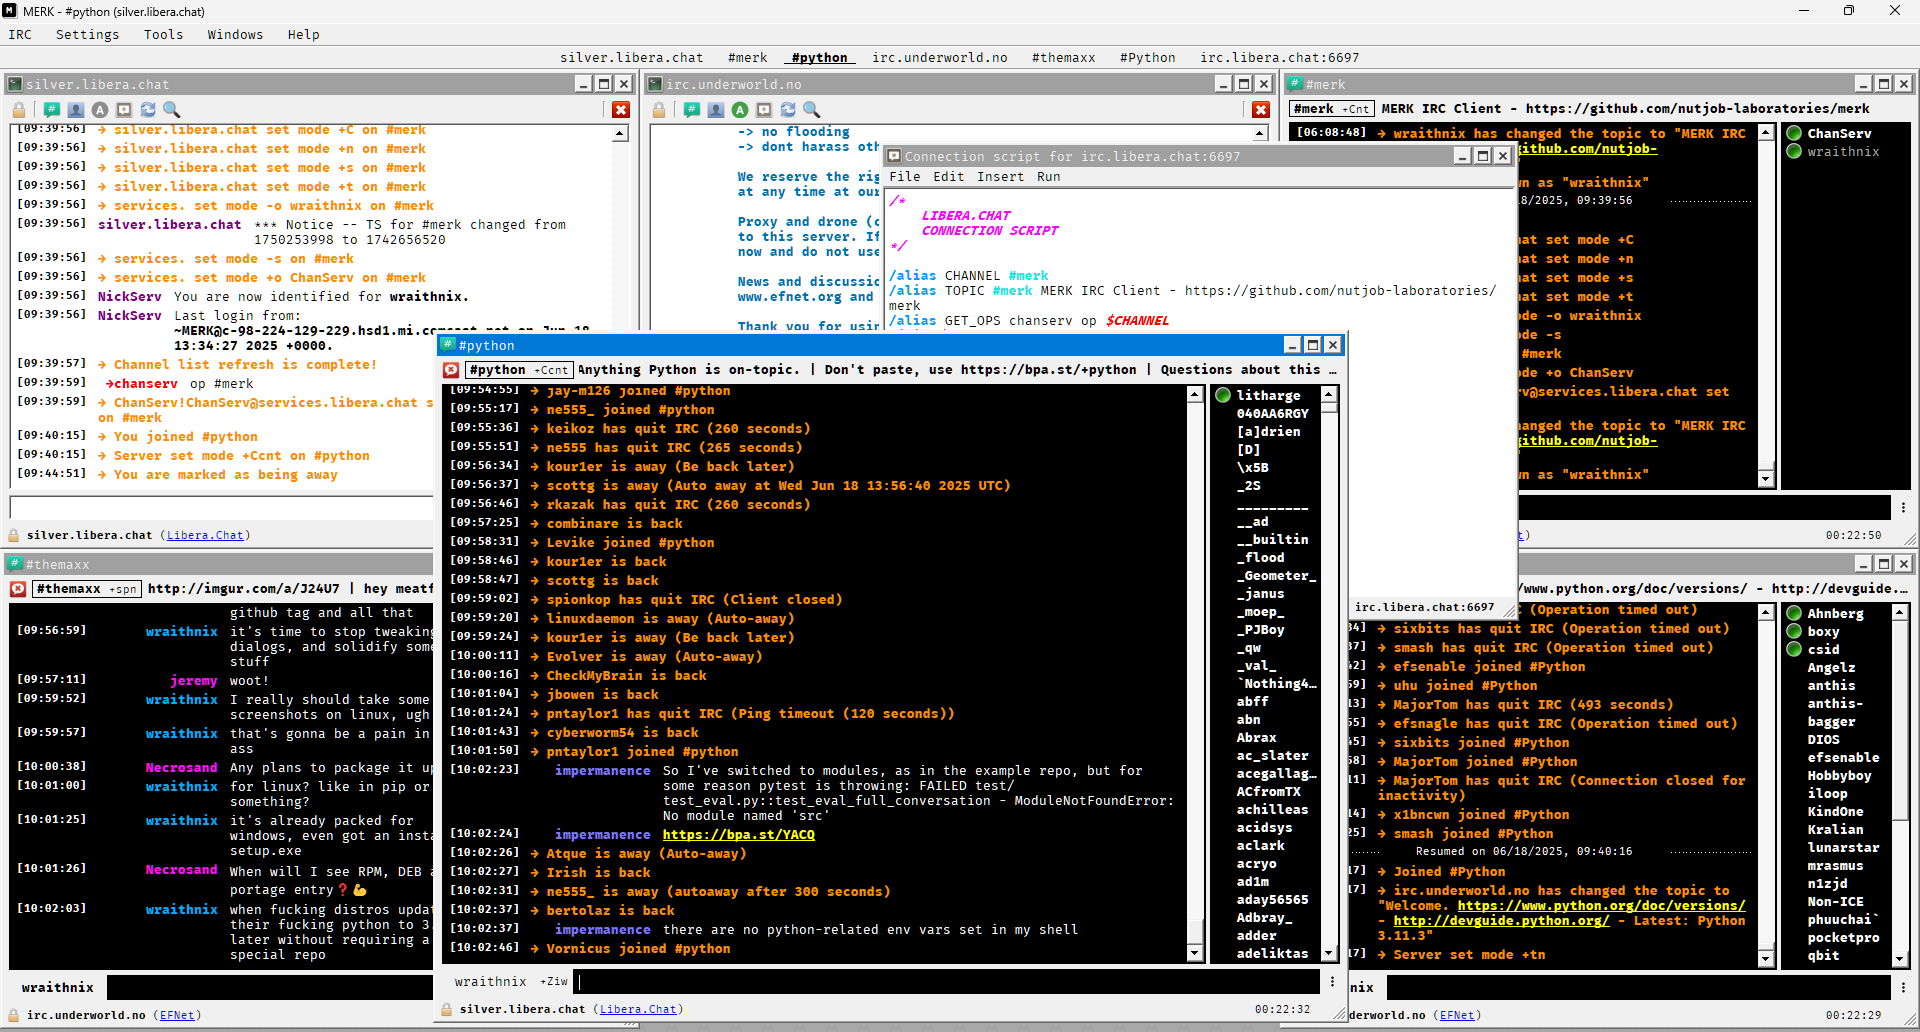 MERK - #python (silver.libera.chat)
IRC Settings Tools Windows Help
silver.libera.chat #merk #python irc.underworld.no #themaxx #Python irc.libera.chat:6697
silver.libera.chat
[09:39:56] → silver.libera.chat set mode +C on #merk
[09:39:56] → silver.libera.chat set mode +n on #merk
[09:39:56] → silver.libera.chat set mode +s on #merk
[09:39:56] → silver.libera.chat set mode +t on #merk
[09:39:56] → services. set mode -o wraithnix on #merk
[09:39:56] silver.libera.chat *** Notice -- TS for #merk changed from
1750253998 to 1742656520
[09:39:56] → services. set mode -s on #merk
[09:39:56] → services. set mode +o ChanServ on #merk
[09:39:56] NickServ You are now identified for wraithnix.
[09:39:56] NickServ Last login from:
~MERK@c-98-224-129-229.hsd1.mi.comcast.net on Jun 18
13:34:27 2025 +0000.
[09:39:57] → Channel list refresh is complete!
[09:39:59] →chanserv op #merk
[09:39:59] → ChanServ!ChanServ@services.libera.chat s
on #merk
[09:40:15] → You joined #python
[09:40:15] → Server set mode +Ccnt on #python
[09:44:51] → You are marked as being away
silver.libera.chat (Libera.Chat)
irc.underworld.no
-> no flooding
-> dont harass oth
We reserve the rig
at any time at our
Proxy and drone (
to this server. If
now and do not use
News and discussic
www.efnet.org and
Thank you for usin
#merk
#merk +Cnt MERK IRC Client - https://github.com/nutjob-laboratories/merk
[06:08:48] → wraithnix has changed the topic to "MERK IRC
github.com/nutjob-
n as "wraithnix"
8/2025, 09:39:56
hat set mode +C
hat set mode +n
hat set mode +s
hat set mode +t
ode -o wraithnix
ode -s
#merk
ode +o ChanServ
rv@services.libera.chat set
anged the topic to "MERK IRC
github.com/nutjob-
n as "wraithnix"
ChanServ
wraithnix
00:22:50
Connection script for irc.libera.chat:6697
File Edit Insert Run
/*
LIBERA.CHAT
CONNECTION SCRIPT
*/
/alias CHANNEL #merk
/alias TOPIC #merk MERK IRC Client - https://github.com/nutjob-laboratories/
merk
/alias GET_OPS chanserv op $CHANNEL
irc.libera.chat:6697
#python
#python +Ccnt Anything Python is on-topic. | Don't paste, use https://bpa.st/+python | Questions about this …
[09:54:55] → jay-m126 joined #python
[09:55:17] → ne555_ joined #python
[09:55:36] → keikoz has quit IRC (260 seconds)
[09:55:51] → ne555 has quit IRC (265 seconds)
[09:56:34] → kour1er is away (Be back later)
[09:56:37] → scottg is away (Auto away at Wed Jun 18 13:56:40 2025 UTC)
[09:56:46] → rkazak has quit IRC (260 seconds)
[09:57:25] → combinare is back
[09:58:31] → Levike joined #python
[09:58:46] → kour1er is back
[09:58:47] → scottg is back
[09:59:02] → spionkop has quit IRC (Client closed)
[09:59:20] → linuxdaemon is away (Auto-away)
[09:59:24] → kour1er is away (Be back later)
[10:00:11] → Evolver is away (Auto-away)
[10:00:16] → CheckMyBrain is back
[10:01:04] → jbowen is back
[10:01:24] → pntaylor1 has quit IRC (Ping timeout (120 seconds))
[10:01:43] → cyberworm54 is back
[10:01:50] → pntaylor1 joined #python
[10:02:23] impermanence So I've switched to modules, as in the example repo, but for
some reason pytest is throwing: FAILED test/
test_eval.py::test_eval_full_conversation - ModuleNotFoundError:
No module named 'src'
[10:02:24] impermanence https://bpa.st/YACQ
[10:02:26] → Atque is away (Auto-away)
[10:02:27] → Irish is back
[10:02:31] → ne555_ is away (autoaway after 300 seconds)
[10:02:37] → bertolaz is back
[10:02:37] impermanence there are no python-related env vars set in my shell
[10:02:46] → Vornicus joined #python
litharge
040AA6RGY
[a]drien
[D]
\x5B
_2S
_________
__ad
__builtin
_flood
_Geometer_
_janus
_moep_
_PJBoy
_qw
_val_
`Nothing4…
abff
abn
Abrax
ac_slater
acegallag…
ACfromTX
achilleas
acidsys
aclark
acryo
ad1m
aday56565
Adbray_
adder
adeliktas
wraithnix +Ziw
silver.libera.chat (Libera.Chat) 00:22:32
#themaxx
#themaxx +spn http://imgur.com/a/J24U7 | hey meatf
github tag and all that
[09:56:59] wraithnix it's time to stop tweaking
dialogs, and solidify some
stuff
[09:57:11] jeremy woot!
[09:59:52] wraithnix I really should take some
screenshots on linux, ugh
[09:59:57] wraithnix that's gonna be a pain in
ass
[10:00:38] Necrosand Any plans to package it up
[10:01:00] wraithnix for linux? like in pip or
something?
[10:01:25] wraithnix it's already packed for
windows, even got an insta
setup.exe
[10:01:26] Necrosand When will I see RPM, DEB a
portage entry❓💪
[10:02:03] wraithnix when fucking distros updat
their fucking python to 3.
later without requiring a
special repo
wraithnix
irc.underworld.no (EFNet)
/www.python.org/doc/versions/ - http://devguide.…
(Operation timed out)
34] → sixbits has quit IRC (Operation timed out)
37] → smash has quit IRC (Operation timed out)
42] → efsenable joined #Python
59] → uhu joined #Python
13] → MajorTom has quit IRC (493 seconds)
55] → efsnagle has quit IRC (Operation timed out)
45] → sixbits joined #Python
58] → MajorTom joined #Python
11] → MajorTom has quit IRC (Connection closed for
inactivity)
14] → x1bncwn joined #Python
25] → smash joined #Python
Resumed on 06/18/2025, 09:40:16
17] → Joined #Python
17] → irc.underworld.no has changed the topic to
"Welcome. https://www.python.org/doc/versions/
- http://devguide.python.org/ - Latest: Python
3.11.3"
17] → Server set mode +tn
Ahnberg
boxy
csid
Angelz
anthis
anthis-
bagger
DIOS
efsenable
Hobbyboy
iloop
KindOne
Kralian
lunarstar
mrasmus
n1zjd
Non-ICE
phuuchai`
pocketpro
qbit
nix
derworld.no (EFNet) 00:22:29